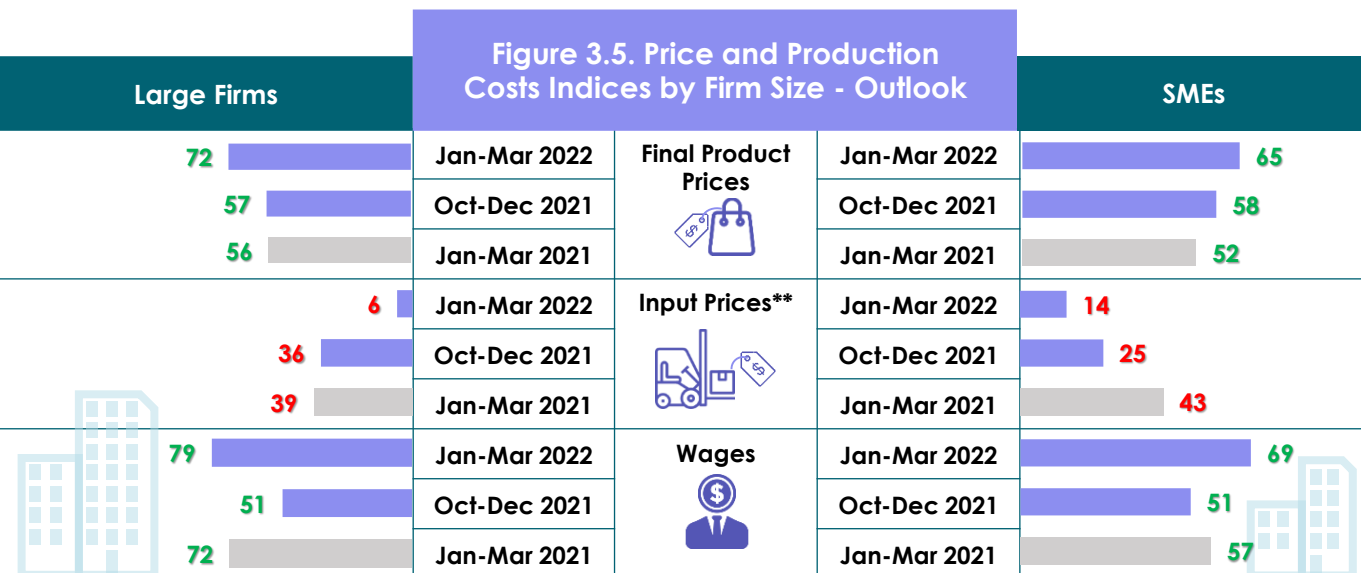 Figure 3.5. Price and Production
Costs Indices by Firm Size - Outlook
Large Firms
SMEs
72 Jan-Mar 2022 Final Product Jan-Mar 2022 65
Prices
57 Oct-Dec 2021 Oct-Dec 2021 58
$
56 Jan-Mar 2021 Jan-Mar 2021 52
6 Jan-Mar 2022 Input Prices** Jan-Mar 2022 14
36 Oct-Dec 2021 Oct-Dec 2021 25
$
39 Jan-Mar 2021 Jan-Mar 2021 43
79 Jan-Mar 2022 Wages Jan-Mar 2022 69
$
51 Oct-Dec 2021 Oct-Dec 2021 51
72 Jan-Mar 2021 Jan-Mar 2021 57